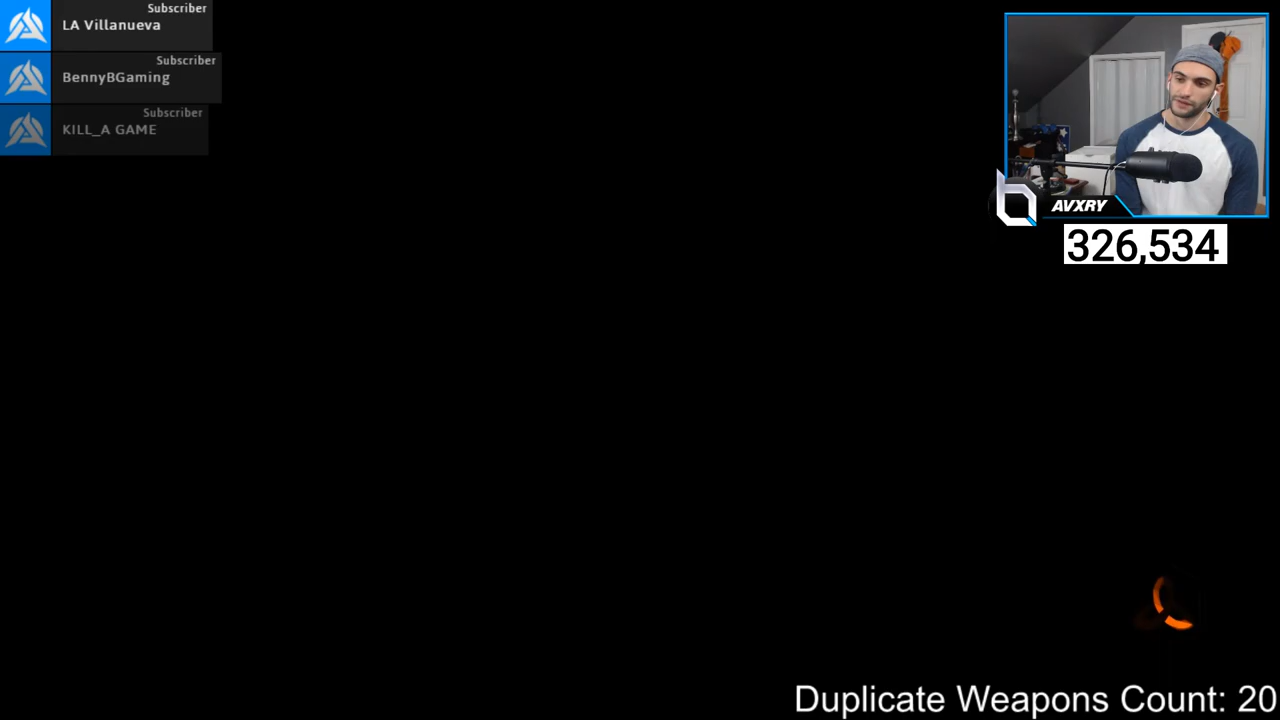 Subscriber
LA Villanueva
Subscriber
BennyBGaming
Subscriber
KILL_A GAME
AVXRY
326,534
Duplicate Weapons Count: 20